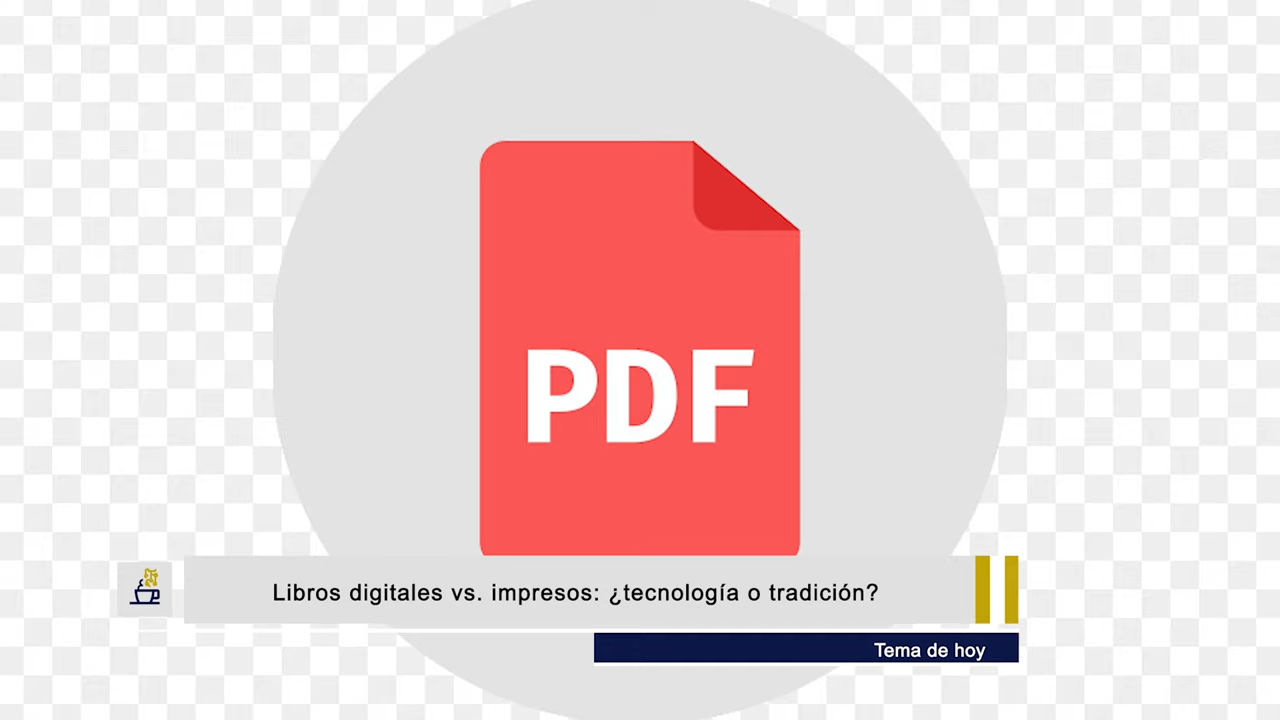 PDF
Libros digitales vs. impresos: ¿tecnología o tradición?
Tema de hoy